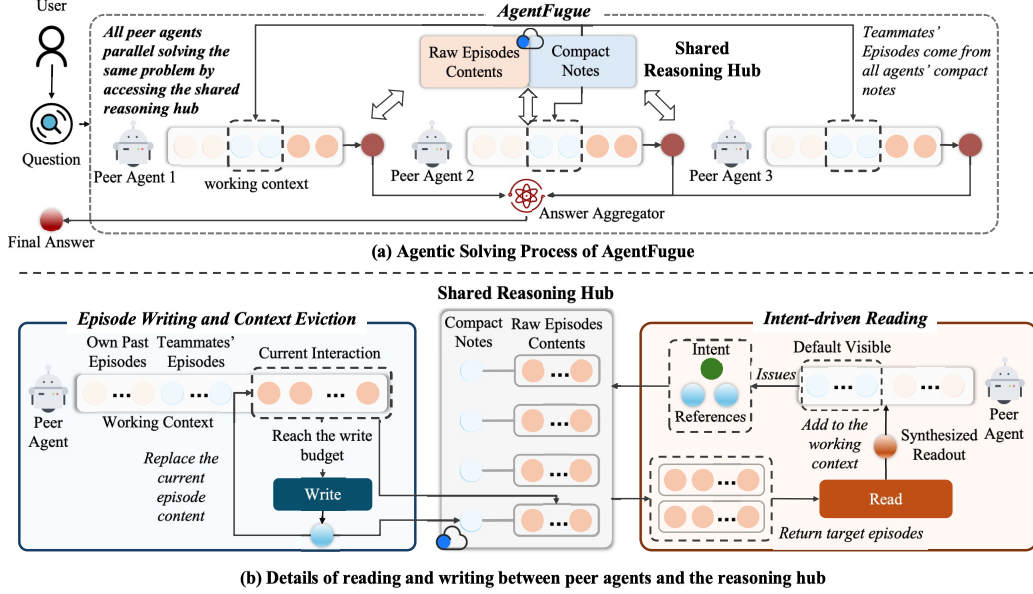 User
AgentFugue
All peer agents
parallel solving the
same problem by
accessing the shared
reasoning hub
Raw Episodes
Contents
Compact
Notes
Shared
Reasoning Hub
Teammates’
Episodes come from
all agents’ compact
notes
Question
Peer Agent 1
working context
Peer Agent 2
Peer Agent 3
Answer Aggregator
Final Answer
(a) Agentic Solving Process of AgentFugue
Shared Reasoning Hub
Episode Writing and Context Eviction
Own Past
Episodes
Teammates’
Episodes
Current Interaction
Peer
Agent
Working Context
Reach the write
budget
Replace the
current
episode
content
Write
Compact
Notes
Raw Episodes
Contents
Intent-driven Reading
Intent
References
Issues
Default Visible
Peer
Agent
Add to the
working
context
Synthesized
Readout
Read
Return target episodes
(b) Details of reading and writing between peer agents and the reasoning hub